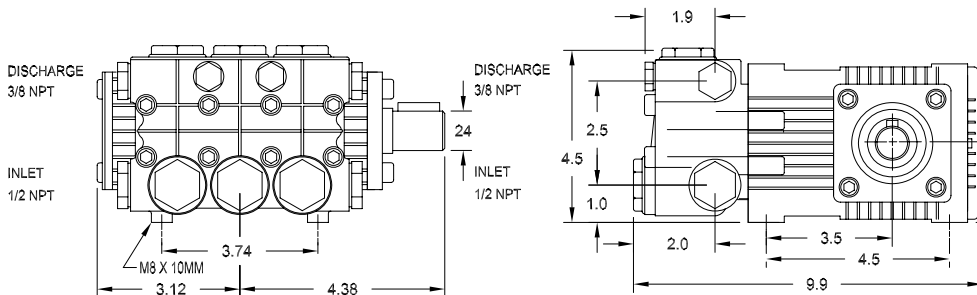 DISCHARGE
3/8 NPT
INLET
1/2 NPT
24
3.74
M8 X 10MM
3.12
4.38
1.9
DISCHARGE
3/8 NPT
2.5
4.5
INLET
1/2 NPT
1.0
2.0
3.5
4.5
9.9